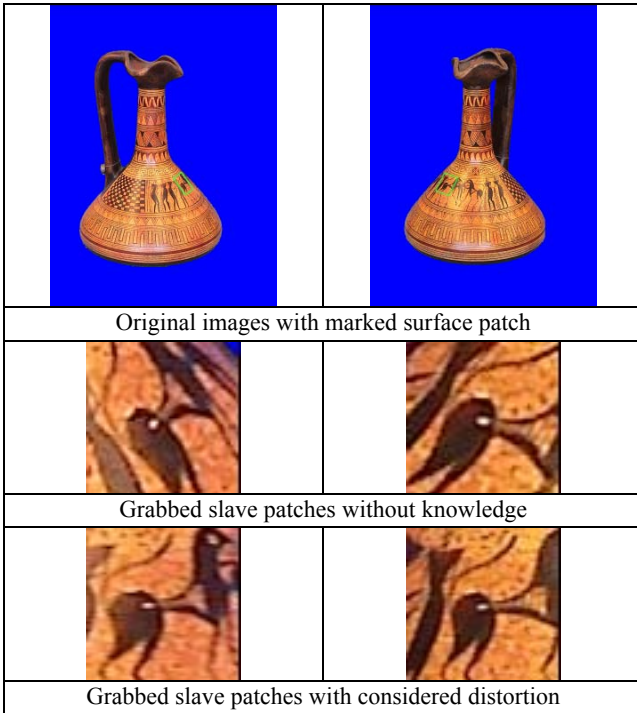 Original images with marked surface patch
Grabbed slave patches without knowledge
Grabbed slave patches with considered distortion